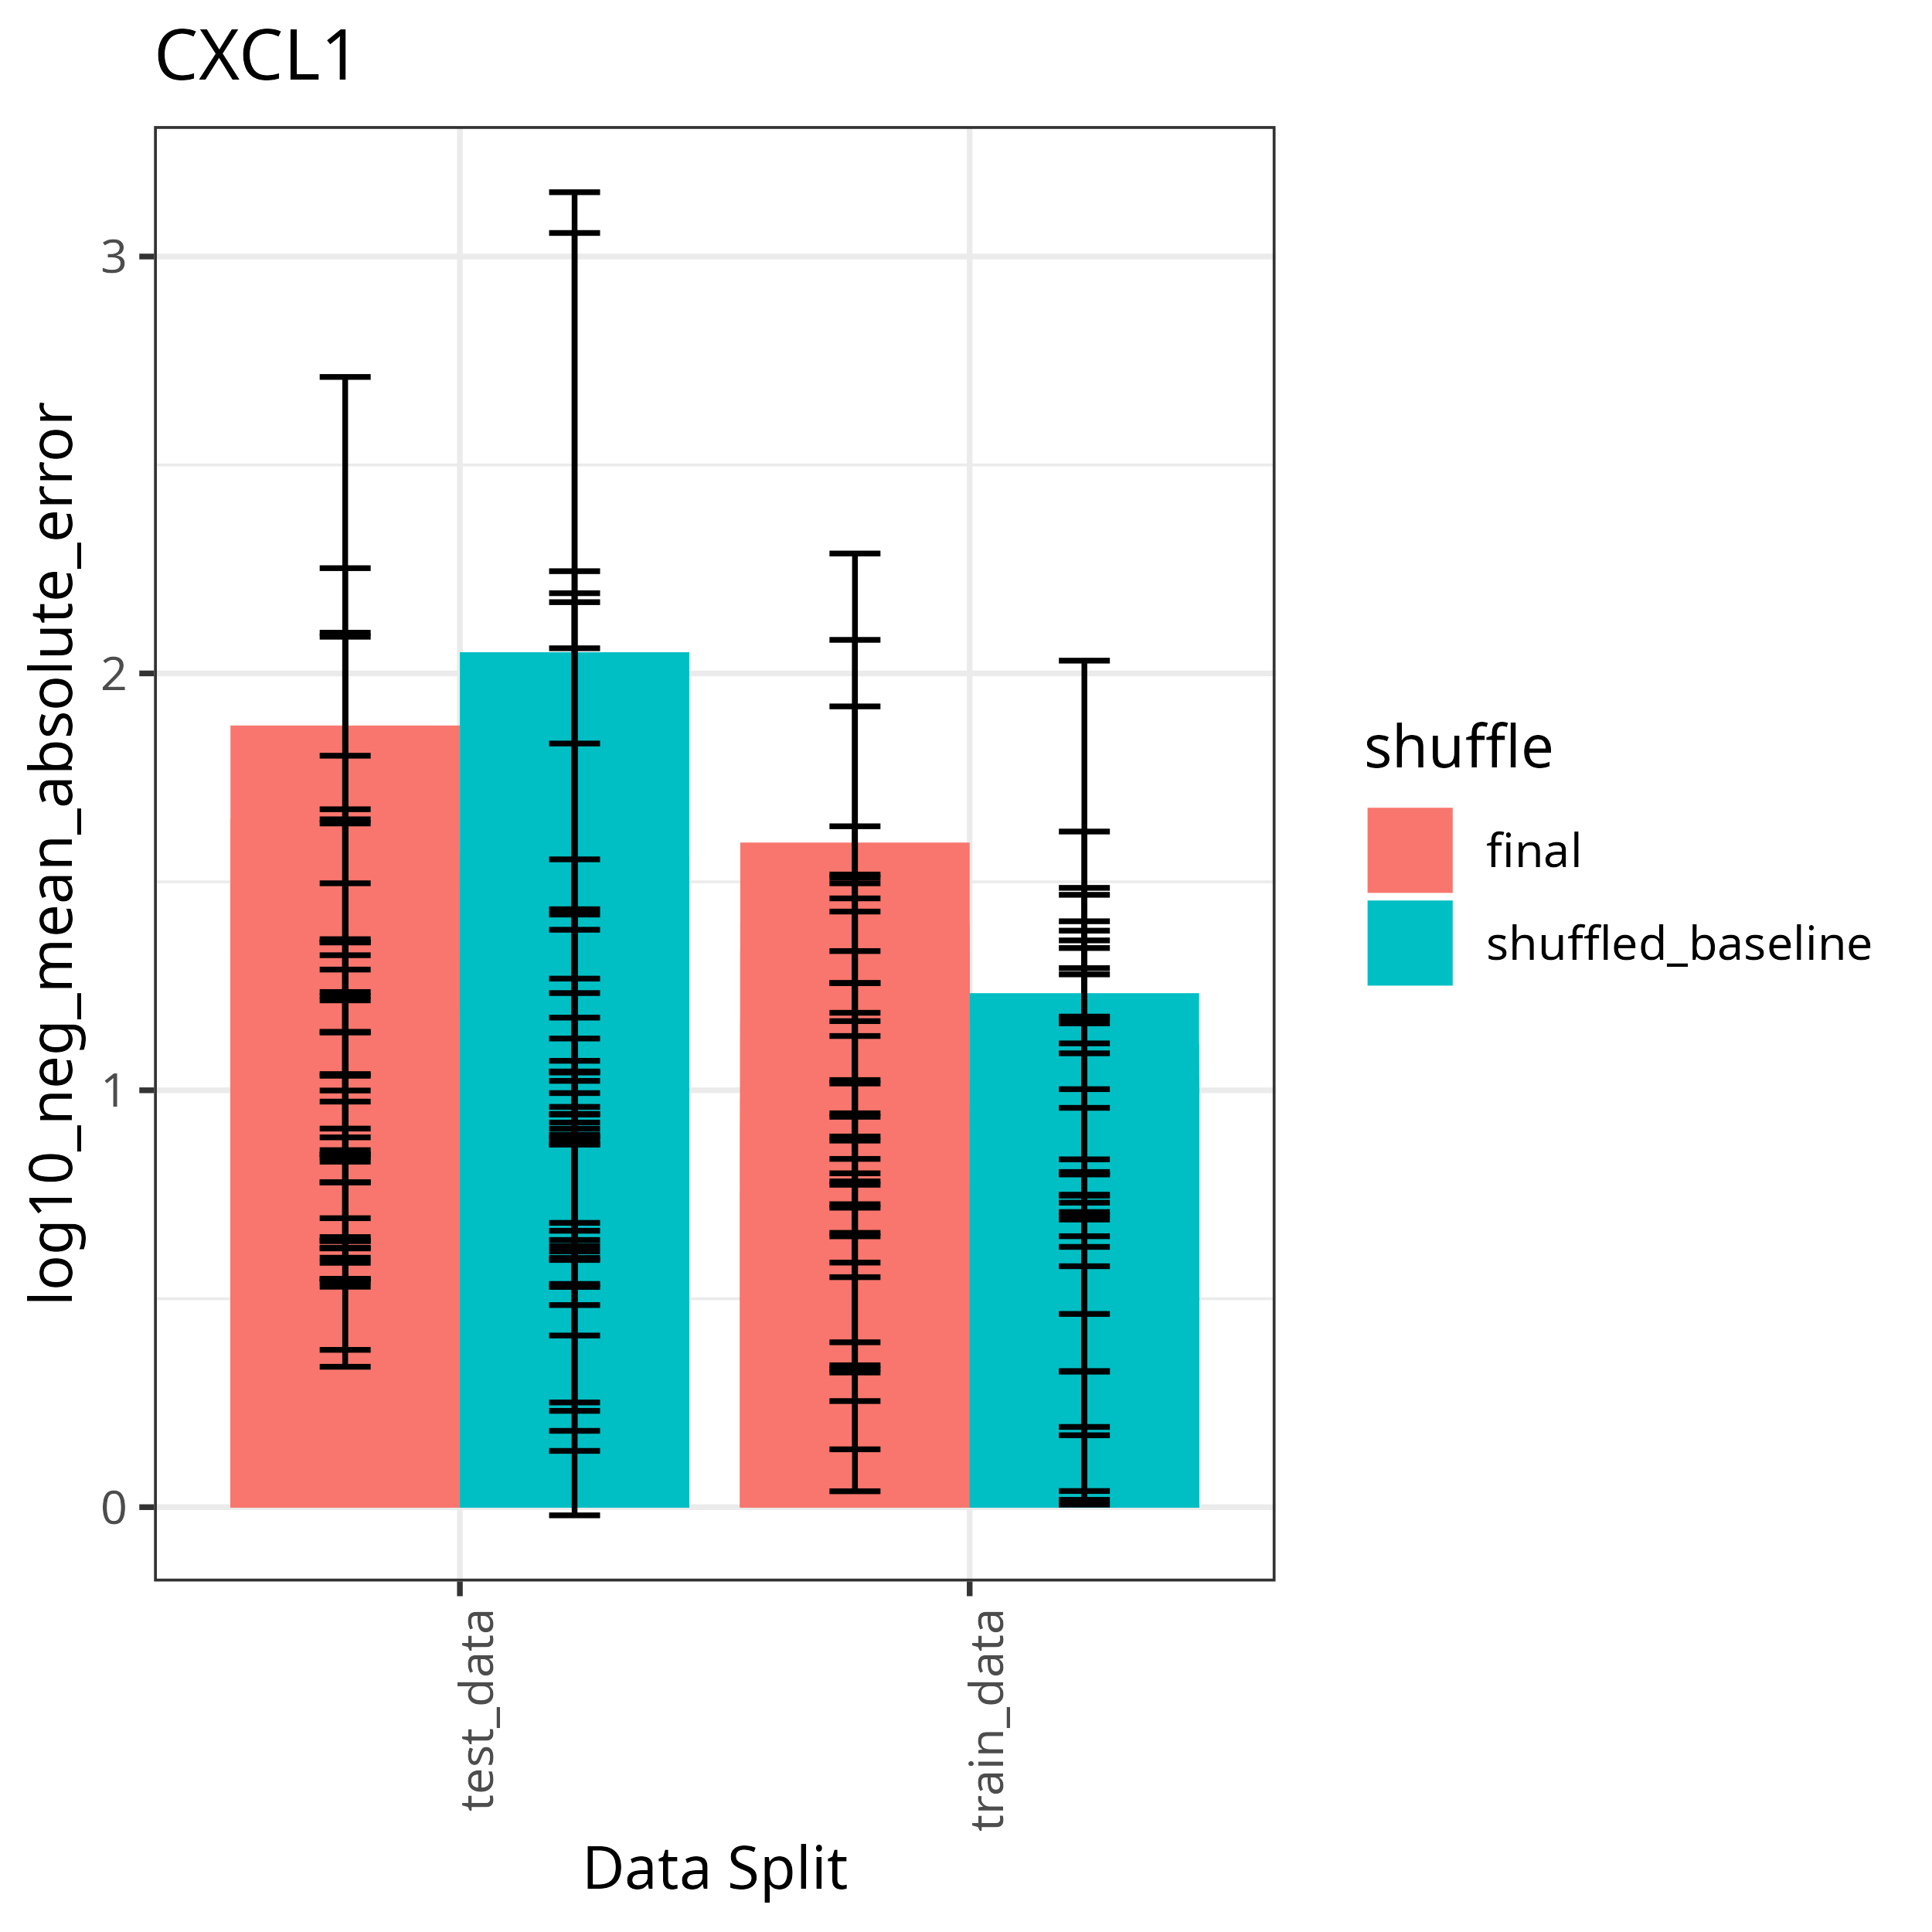 CXCL1
log10_neg_mean_absolute_error
3
2
1
0
test_data
train_data
Data Split
shuffle
final
shuffled_baseline